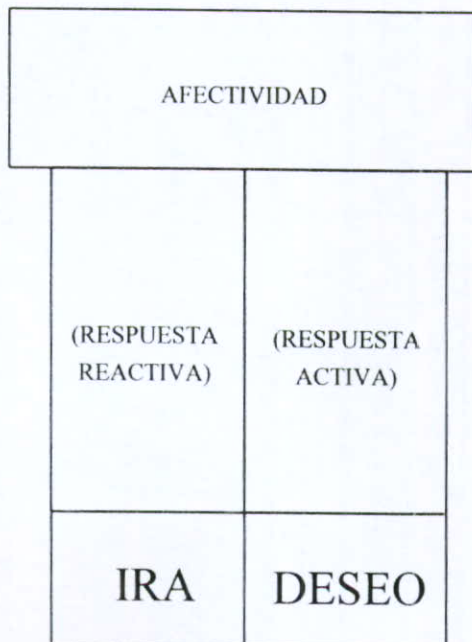 AFECTIVIDAD
(RESPUESTA
REACTIVA)
(RESPUESTA
ACTIVA)
IRA
DESEO